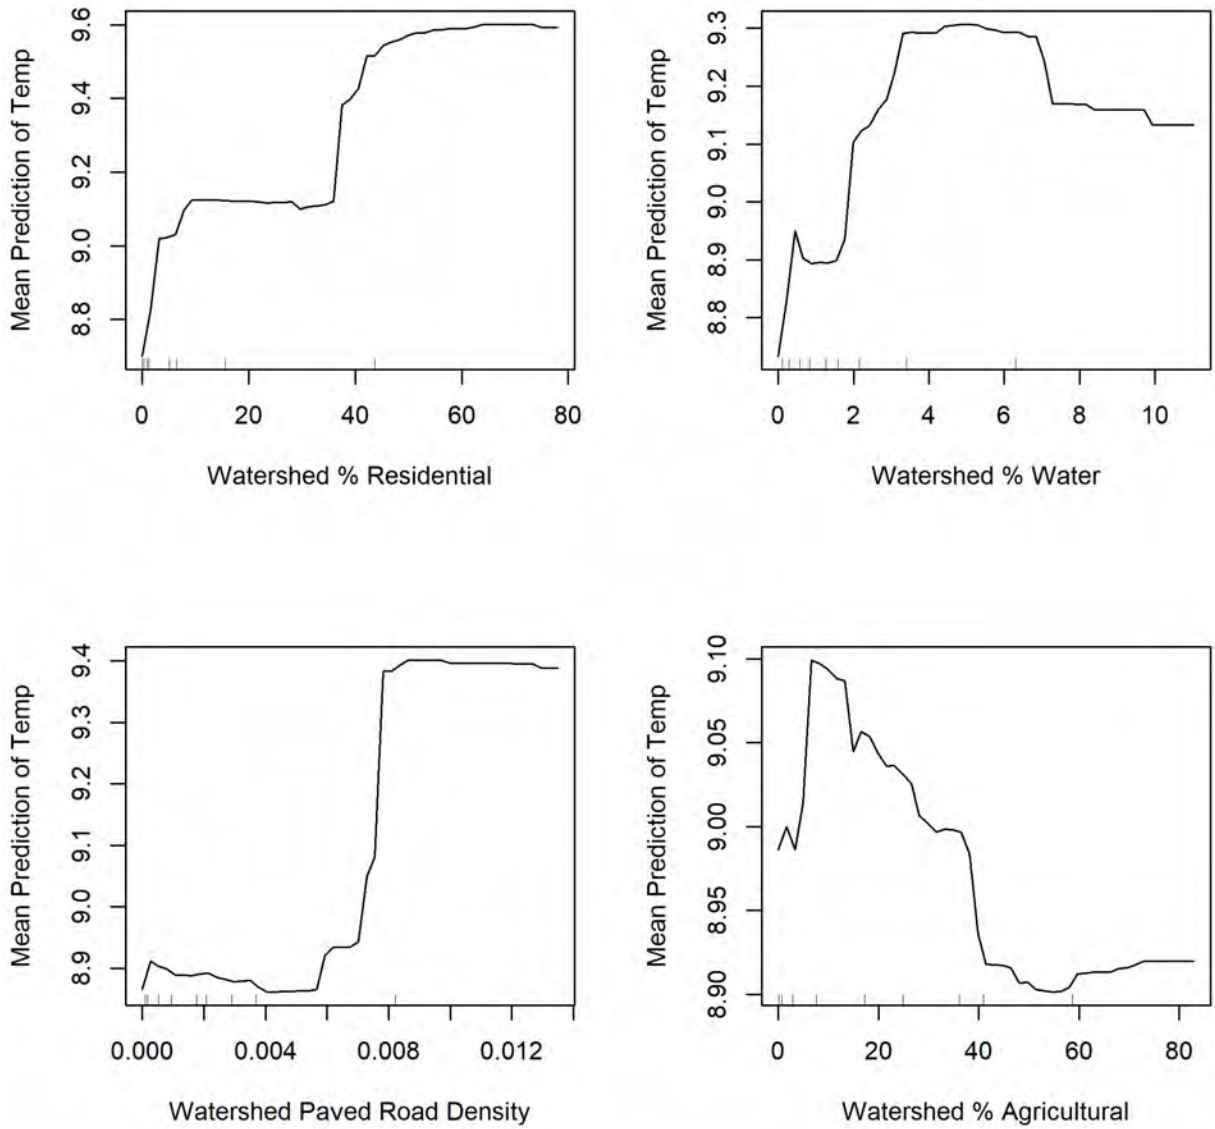 Mean Prediction of Temp
9.6
9.4
9.2
9.0
8.8
0 20 40 60 80
Watershed % Residential
Mean Prediction of Temp
9.3
9.2
9.1
9.0
8.9
8.8
0 2 4 6 8 10
Watershed % Water
Mean Prediction of Temp
9.4
9.3
9.2
9.1
9.0
8.9
0.000 0.004 0.008 0.012
Watershed Paved Road Density
Mean Prediction of Temp
9.10
9.05
9.00
8.95
8.90
0 20 40 60 80
Watershed % Agricultural